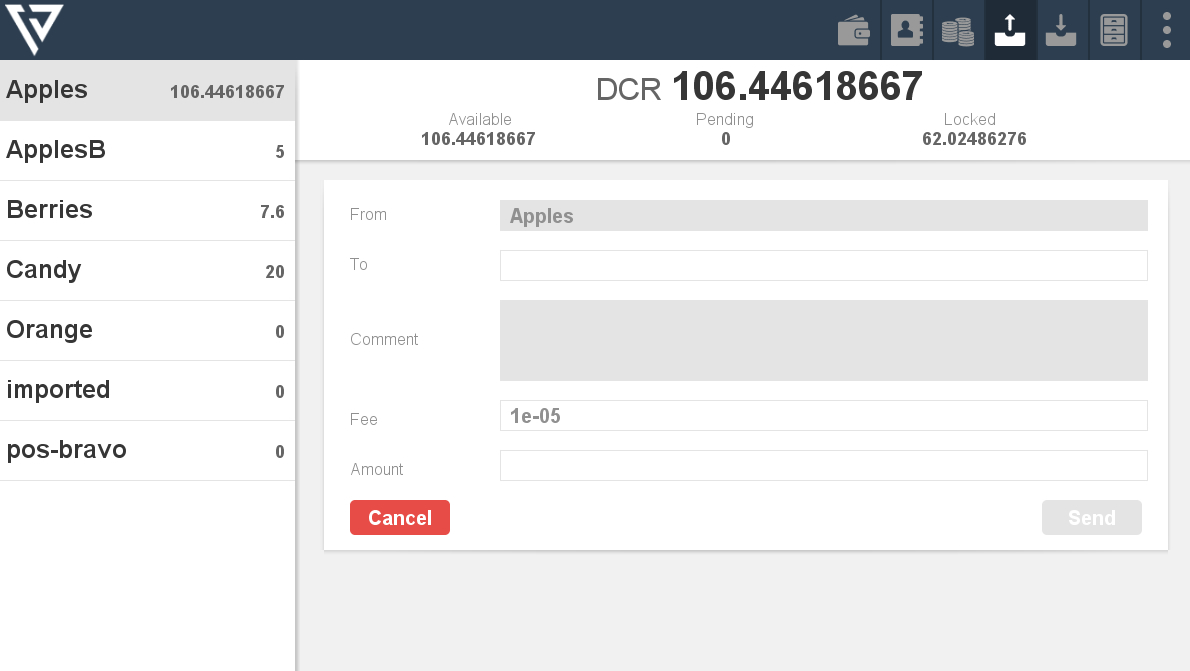 Apples 106.44618667
ApplesB 5
Berries 7.6
Candy 20
Orange 0
imported 0
pos-bravo 0
DCR 106.44618667
Available Pending Locked
106.44618667 0 62.02486276
From Apples
To
Comment
Fee 1e-05
Amount
Cancel Send